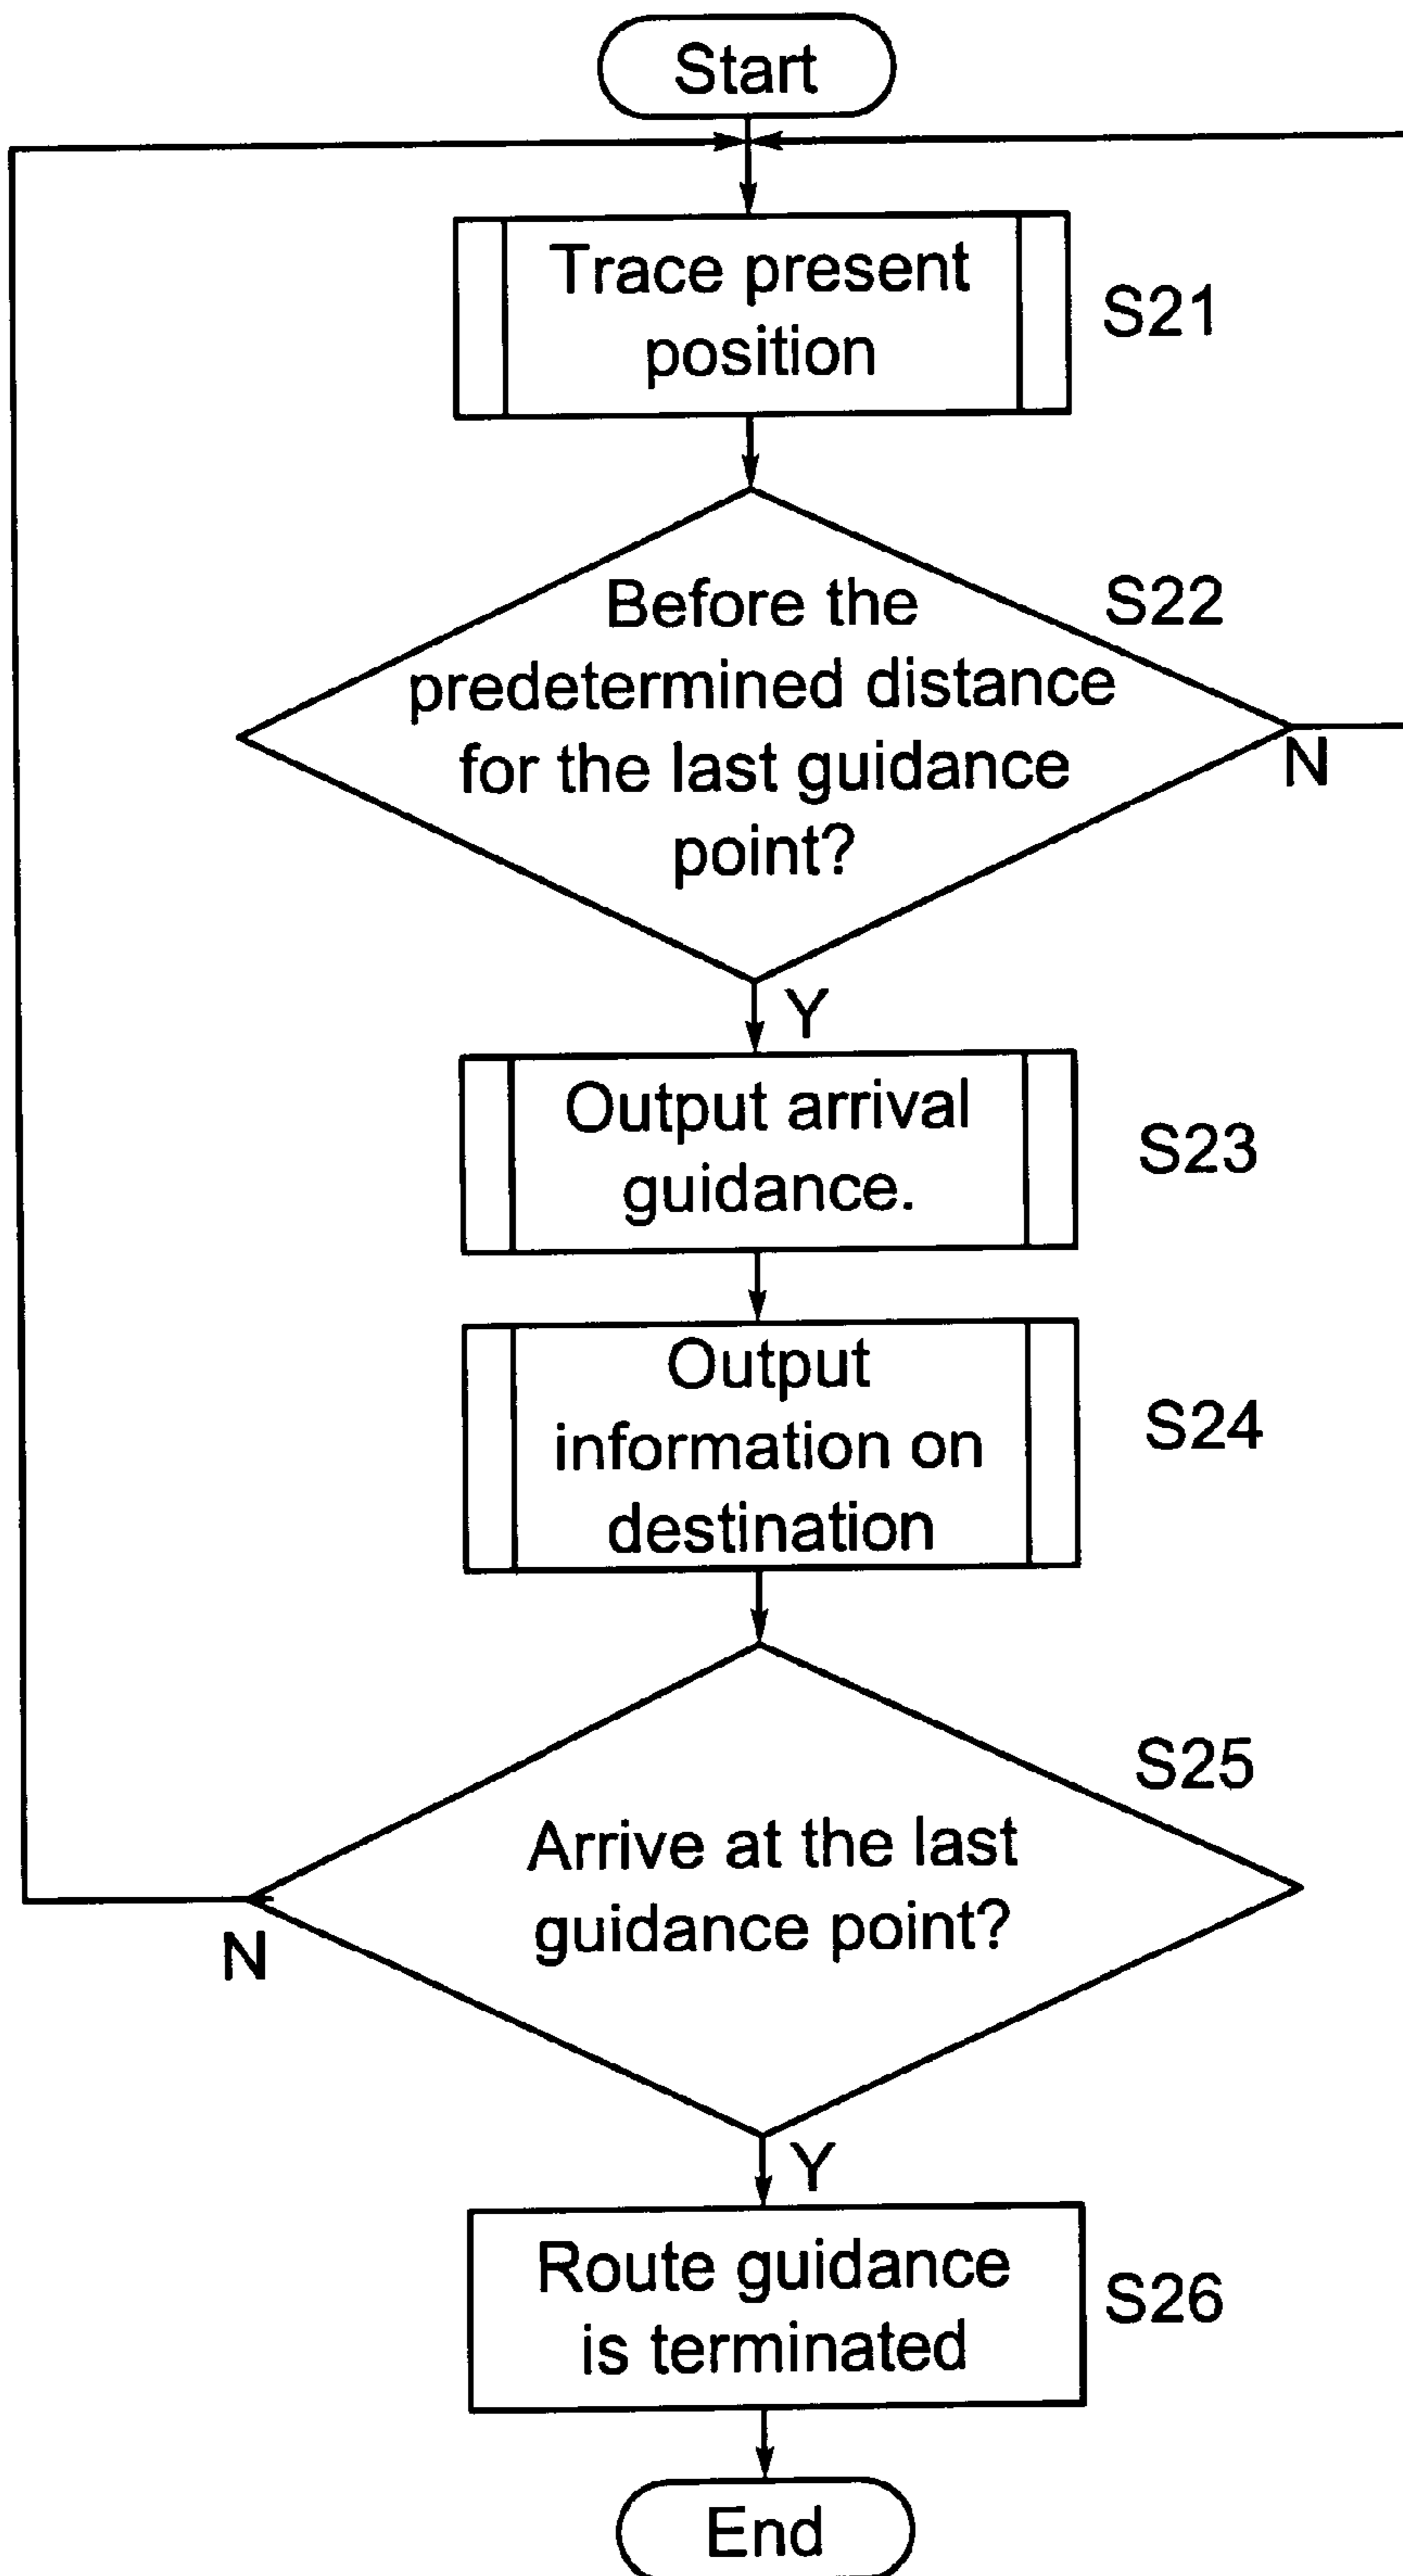 Start
Trace present
position
S21
Before the
predetermined distance
for the last guidance
point?
S22
N
Y
Output arrival
guidance.
S23
Output
information on
destination
S24
Arrive at the last
guidance point?
S25
N
Y
Route guidance
is terminated
S26
End